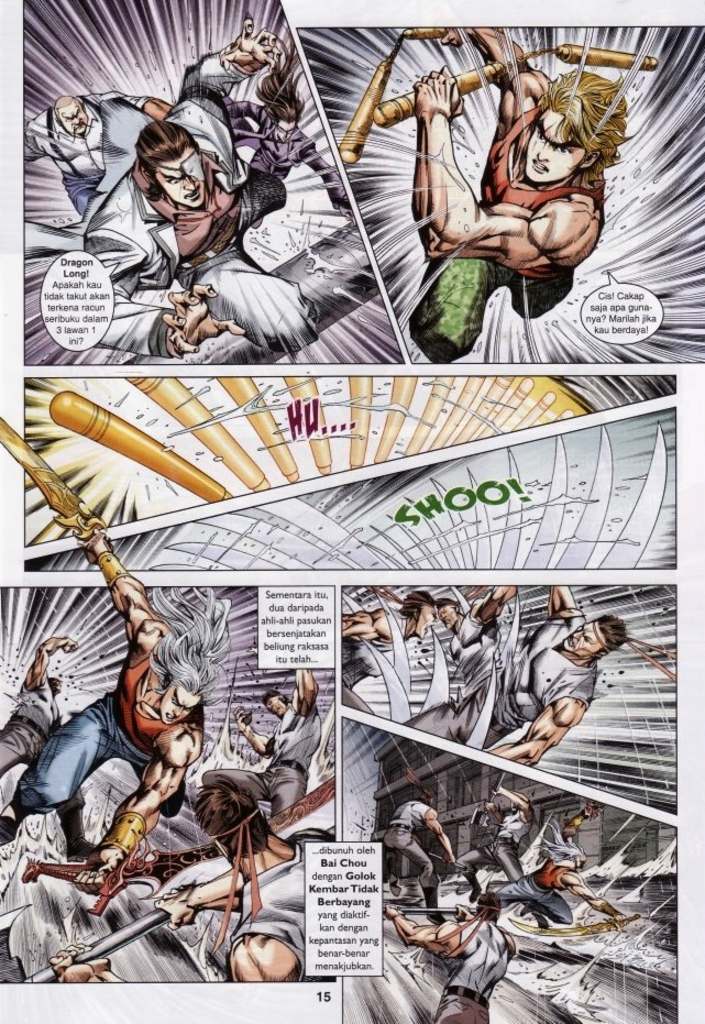 Dragon
Long!
Apakah kau
tidak takut akan
terkena racun
seribuku dalam
3 lawan 1
ini?
Cis! Cakap
saja apa guna-
nya? Marilah jika
kau berdaya!
HU....
SHOO!
Sementara itu,
dua daripada
ahli-ahli pasukan
bersenjatakan
beliung raksasa
itu telah...
...dibunuh oleh
Bai Chou
dengan Golok
Kembar Tidak
Berbayang
yang diaktif-
kan dengan
kepantasan yang
benar-benar
menakjubkan.
15